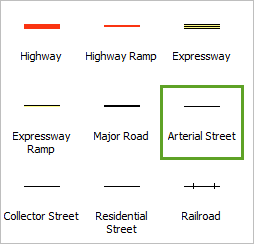 Highway
Highway Ramp
Expressway
Expressway
Ramp
Major Road
Arterial Street
Collector Street
Residential
Street
Railroad